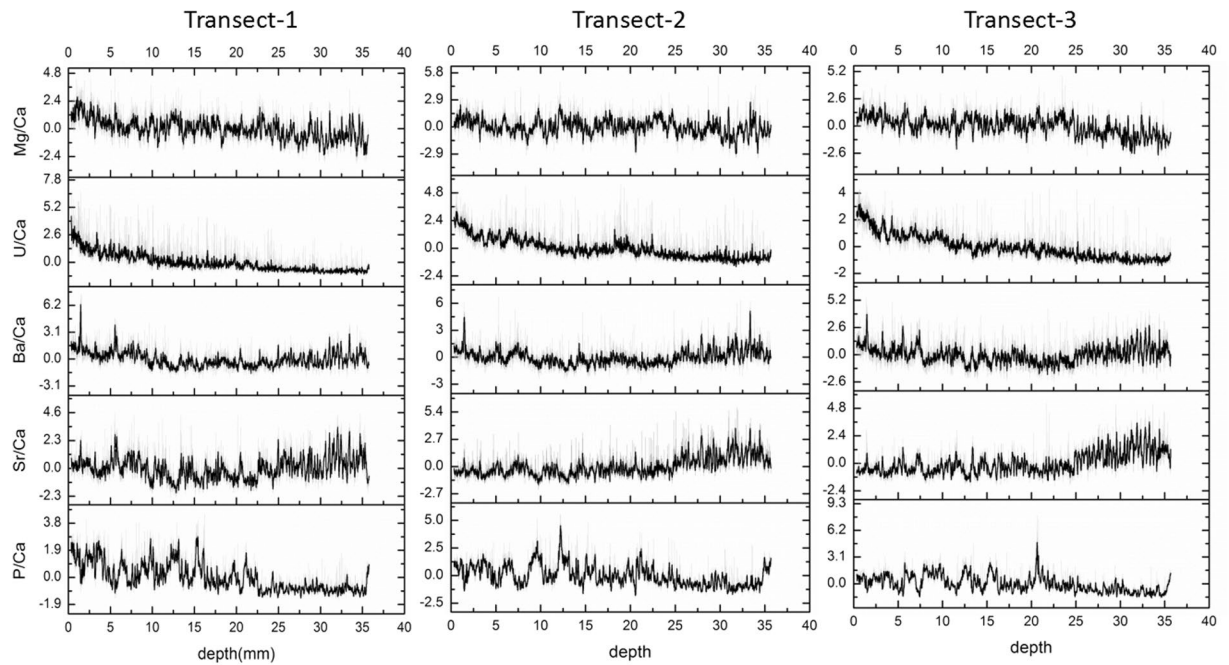 Transect-1 Transect-2 Transect-3
0 5 10 15 20 25 30 35 40 0 5 10 15 20 25 30 35 40 0 5 10 15 20 25 30 35 40
Mg/Ca 4.8 2.4 0.0 -2.4 5.8 2.9 0.0 -2.9 5.2 2.6 0.0 -2.6
U/Ca 7.8 5.2 2.6 0.0 4.8 2.4 0.0 -2.4 4 2 0 -2
Ba/Ca 6.2 3.1 0.0 -3.1 6 3 0 -3 5.2 2.6 0.0 -2.6
Sr/Ca 4.6 2.3 0.0 -2.3 5.4 2.7 0.0 -2.7 4.8 2.4 0.0 -2.4
P/Ca 3.8 1.9 0.0 -1.9 5.0 2.5 0.0 -2.5 9.3 6.2 3.1 0.0
0 5 10 15 20 25 30 35 40 0 5 10 15 20 25 30 35 40 0 5 10 15 20 25 30 35 40
depth(mm) depth depth